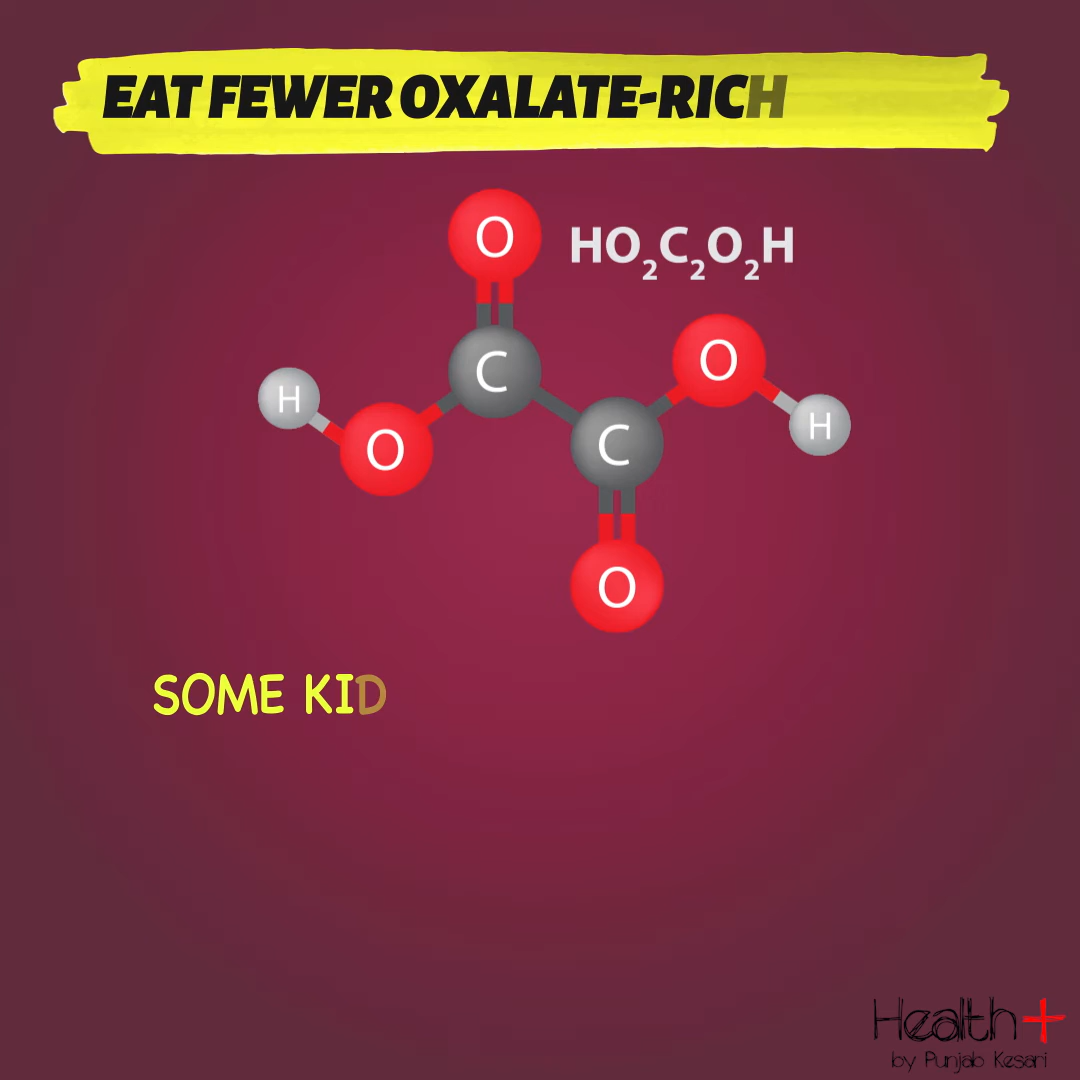 EAT FEWER OXALATE-RICH
O
HO₂C₂O₂H
C
O
H
H
O
C
O
SOME KID
Health+
by Punjab Kesari